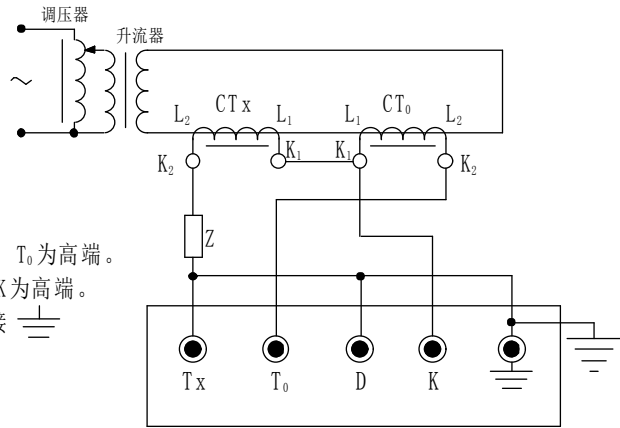 调压器
升流器
～
L₂ CTx L₁ L₁ CT₀ L₂
K₂ K₁ K₁ K₂
Z
T₀为高端。
K为高端。
接
Tx T₀ D K